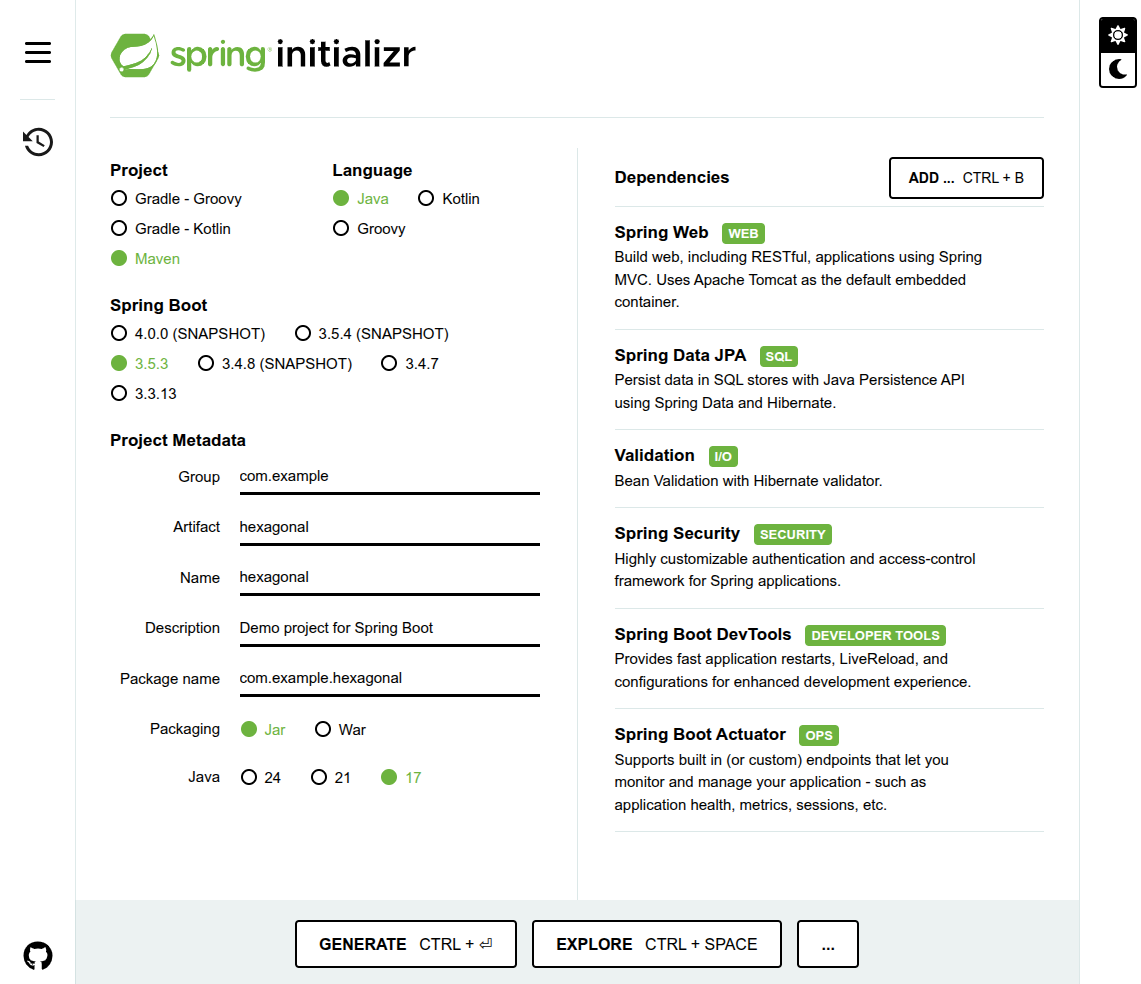 spring initializr
Project
Gradle - Groovy
Gradle - Kotlin
Maven
Language
Java Kotlin
Groovy
Spring Boot
4.0.0 (SNAPSHOT) 3.5.4 (SNAPSHOT)
3.5.3 3.4.8 (SNAPSHOT) 3.4.7
3.3.13
Project Metadata
Group com.example
Artifact hexagonal
Name hexagonal
Description Demo project for Spring Boot
Package name com.example.hexagonal
Packaging Jar War
Java 24 21 17
Dependencies ADD ... CTRL + B
Spring Web WEB
Build web, including RESTful, applications using Spring
MVC. Uses Apache Tomcat as the default embedded
container.
Spring Data JPA SQL
Persist data in SQL stores with Java Persistence API
using Spring Data and Hibernate.
Validation I/O
Bean Validation with Hibernate validator.
Spring Security SECURITY
Highly customizable authentication and access-control
framework for Spring applications.
Spring Boot DevTools DEVELOPER TOOLS
Provides fast application restarts, LiveReload, and
configurations for enhanced development experience.
Spring Boot Actuator OPS
Supports built in (or custom) endpoints that let you
monitor and manage your application - such as
application health, metrics, sessions, etc.
GENERATE CTRL + ⏎ EXPLORE CTRL + SPACE ...